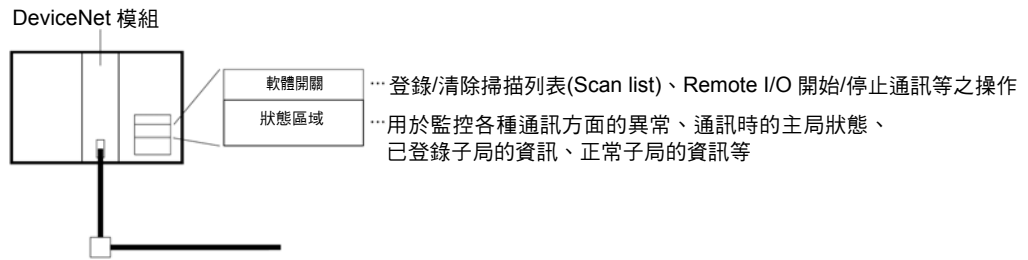 DeviceNet 模組
軟體開關 …登錄/清除掃描列表(Scan list)、Remote I/O 開始/停止通訊等之操作
狀態區域 …用於監控各種通訊方面的異常、通訊時的主局狀態、
已登錄子局的資訊、正常子局的資訊等